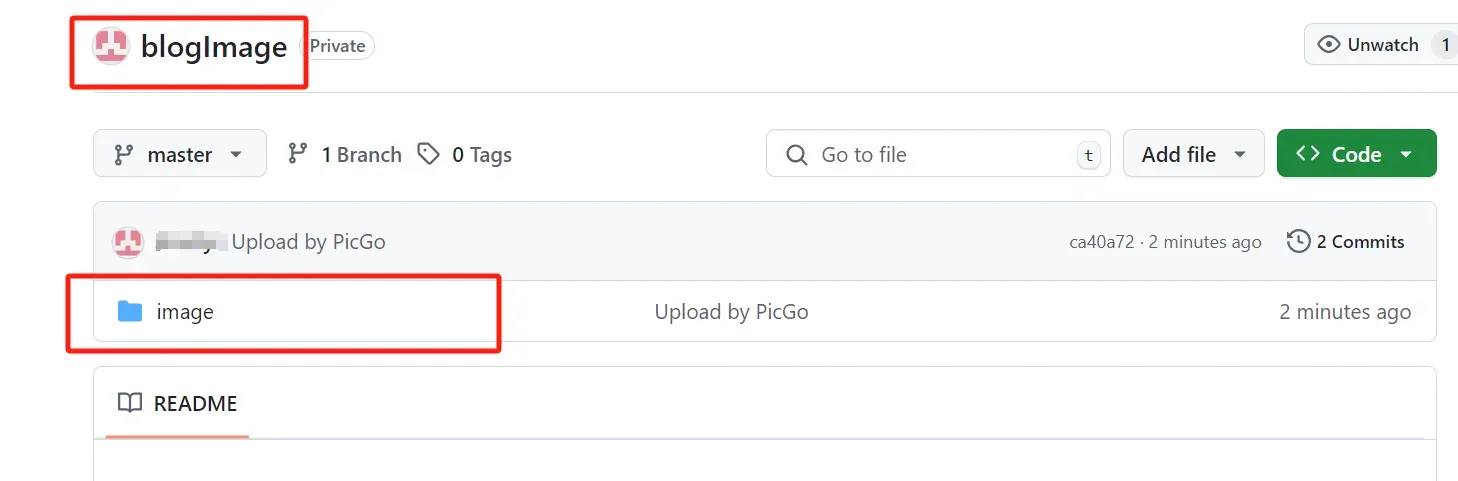 blogImage Private Unwatch 1
master 1 Branch 0 Tags Go to file t Add file Code
Upload by PicGo ca40a72 · 2 minutes ago 2 Commits
image Upload by PicGo 2 minutes ago
README